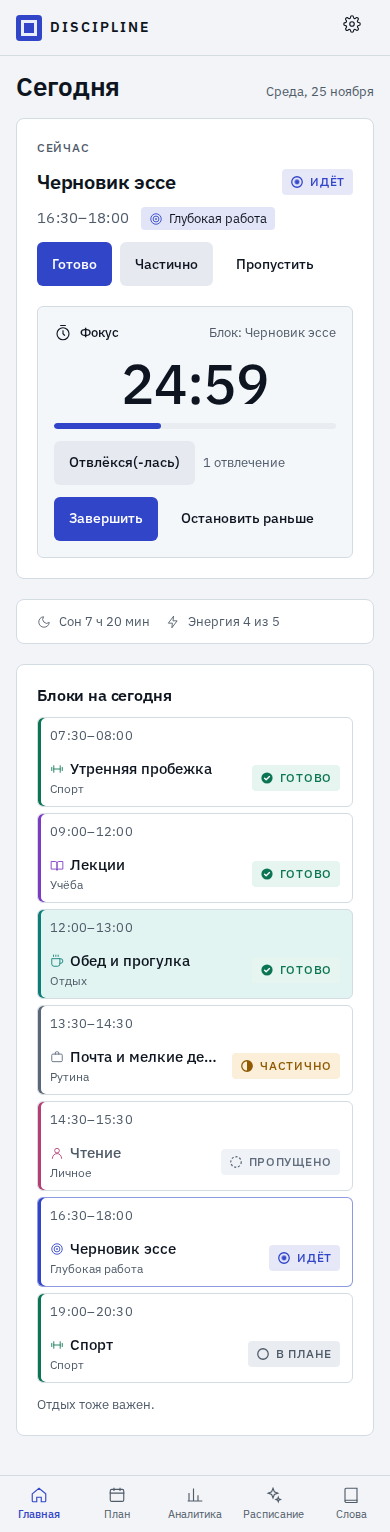 DISCIPLINE
Сегодня
Среда, 25 ноября
СЕЙЧАС
Черновик эссе
ИДЁТ
16:30–18:00
Глубокая работа
Готово
Частично
Пропустить
Фокус
Блок: Черновик эссе
24:59
Отвлёкся(-лась)
1 отвлечение
Завершить
Остановить раньше
Сон 7 ч 20 мин
Энергия 4 из 5
Блоки на сегодня
07:30–08:00
Утренняя пробежка
Спорт
ГОТОВО
09:00–12:00
Лекции
Учёба
ГОТОВО
12:00–13:00
Обед и прогулка
Отдых
ГОТОВО
13:30–14:30
Почта и мелкие де...
Рутина
ЧАСТИЧНО
14:30–15:30
Чтение
Личное
ПРОПУЩЕНО
16:30–18:00
Черновик эссе
Глубокая работа
ИДЁТ
19:00–20:30
Спорт
Спорт
В ПЛАНЕ
Отдых тоже важен.
Главная
План
Аналитика
Расписание
Слова